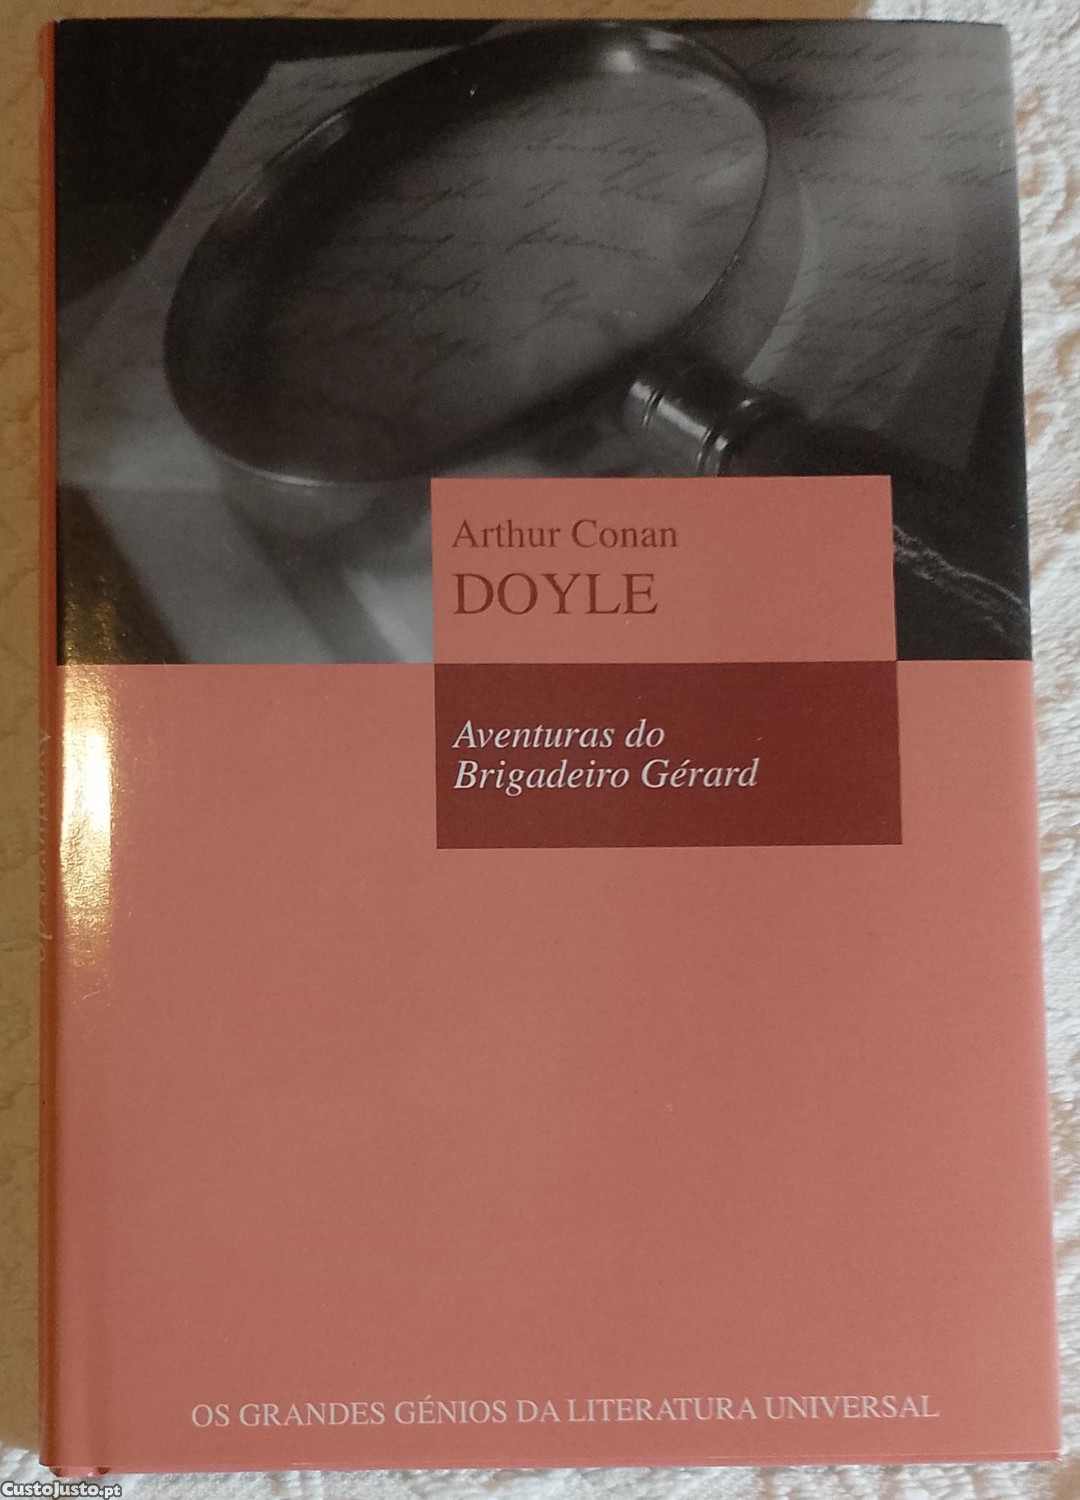 Arthur Conan
DOYLE
Aventuras do
Brigadeiro Gérard
OS GRANDES GÉNIOS DA LITERATURA UNIVERSAL
CustoJusto.pt